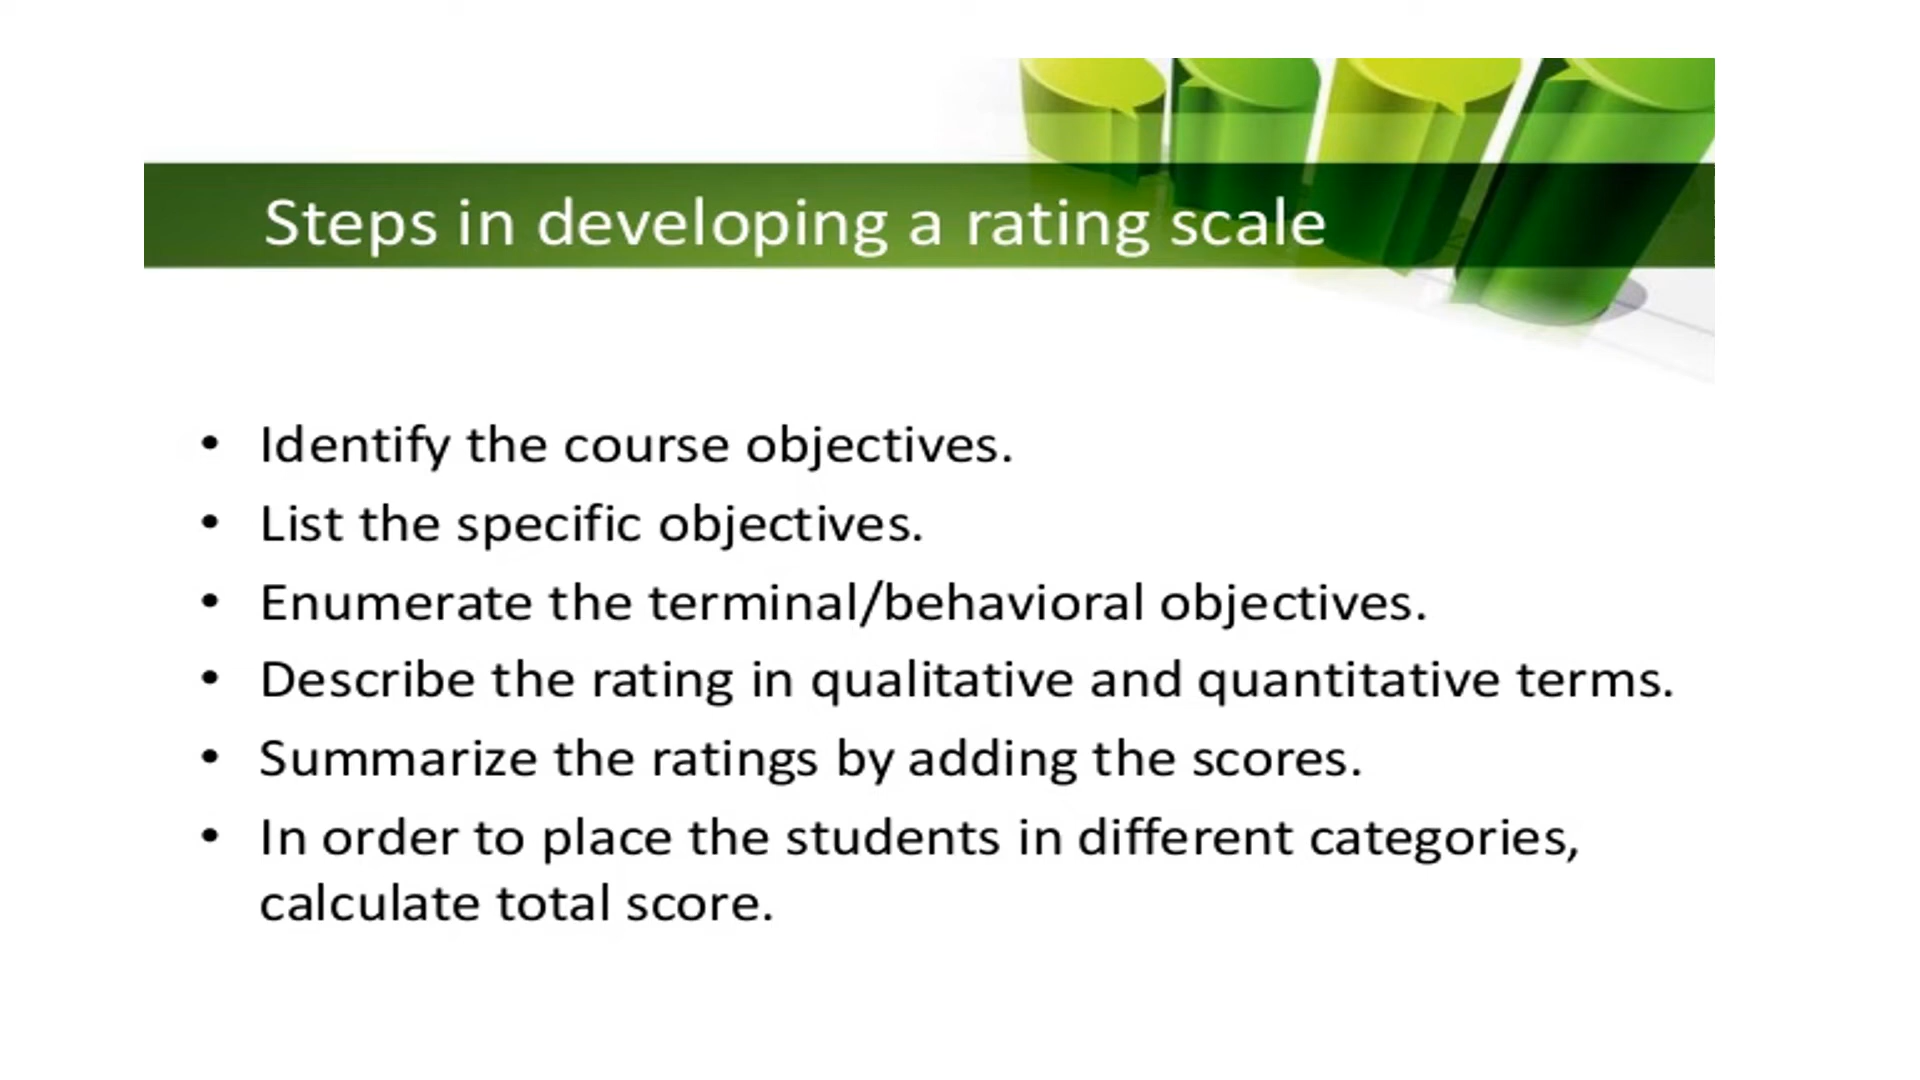 Steps in developing a rating scale
• Identify the course objectives.
• List the specific objectives.
• Enumerate the terminal/behavioral objectives.
• Describe the rating in qualitative and quantitative terms.
• Summarize the ratings by adding the scores.
• In order to place the students in different categories,
calculate total score.